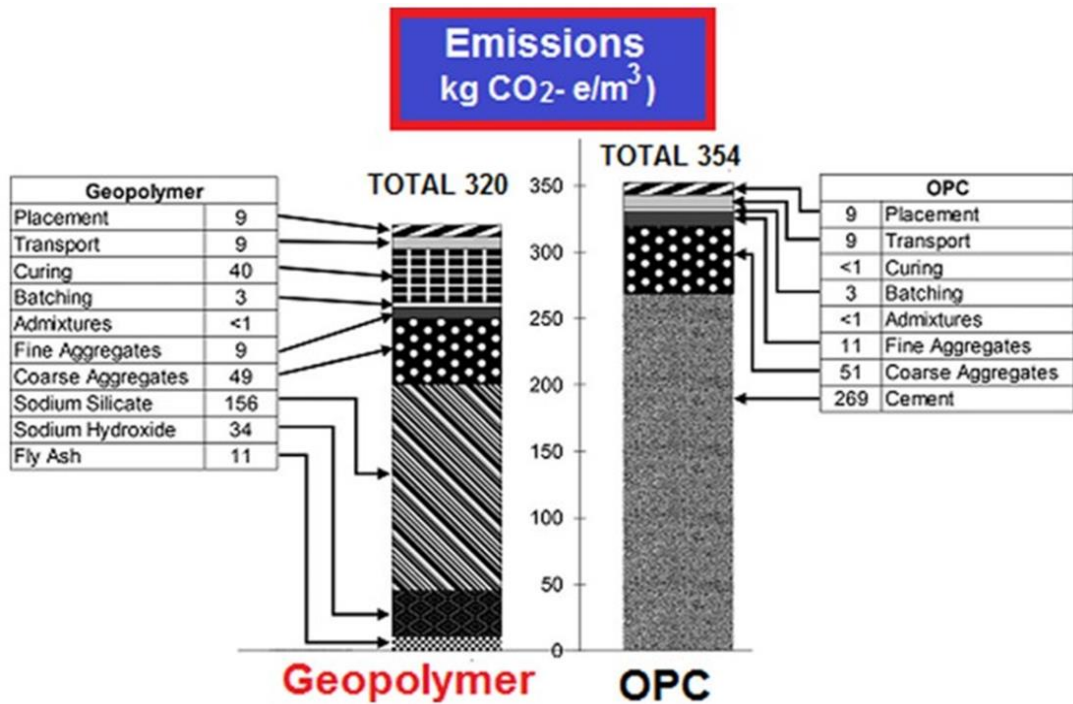 Emissions
kg CO2- e/m3)
TOTAL 320
TOTAL 354
Geopolymer
Placement 9
Transport 9
Curing 40
Batching 3
Admixtures <1
Fine Aggregates 9
Coarse Aggregates 49
Sodium Silicate 156
Sodium Hydroxide 34
Fly Ash 11
350
300
250
200
150
100
50
0
OPC
9 Placement
9 Transport
<1 Curing
3 Batching
<1 Admixtures
11 Fine Aggregates
51 Coarse Aggregates
269 Cement
Geopolymer
OPC